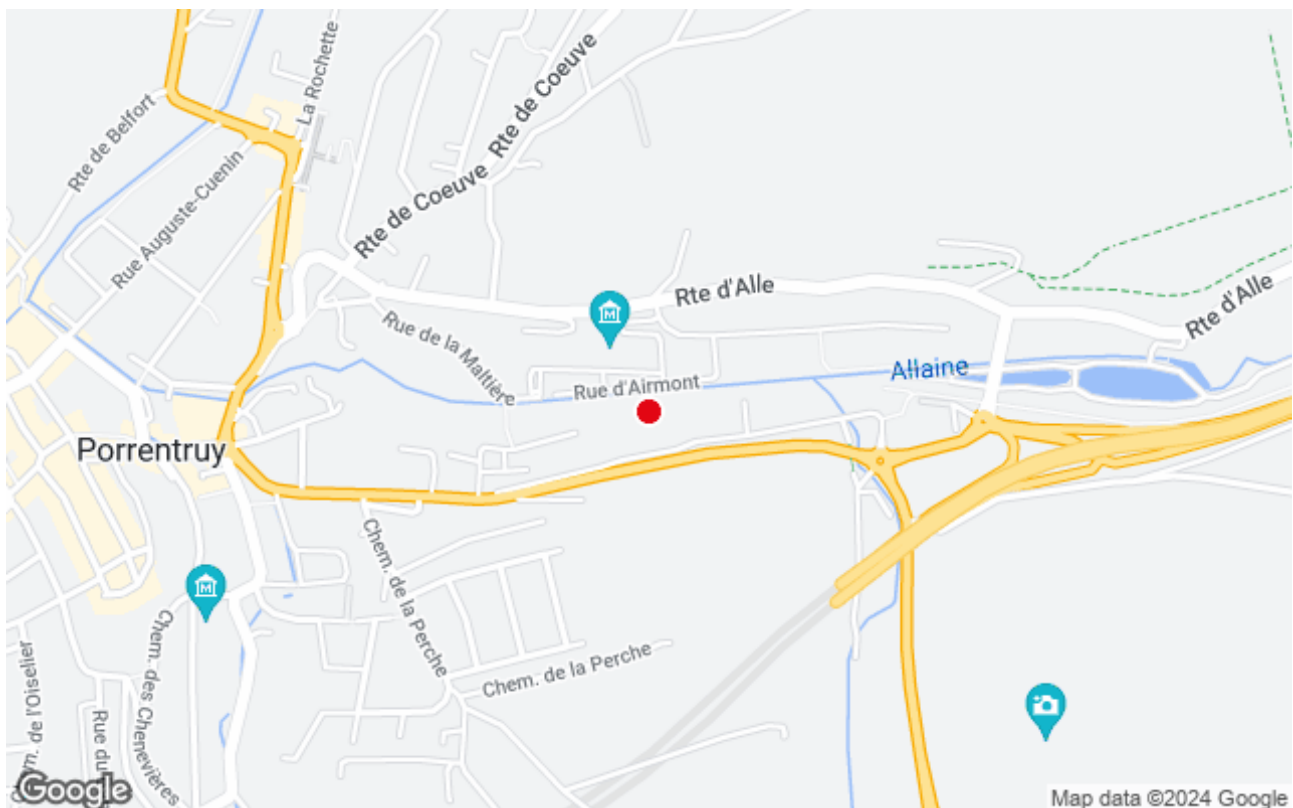 La Rochette
Rte de Belfort
Rue Auguste-Cuenin
Rte de Coeuve
Rte de Coeuve
Rte d'Alle
Rte d'Alle
Rue de la Maltière
Allaine
Rue d'Airmont
Porrentruy
Chem. de la Perche
Chem. de la Perche
Chem. des Chenevières
Chem. de l'Oiselier
Rue du
Google
Map data ©2024 Google